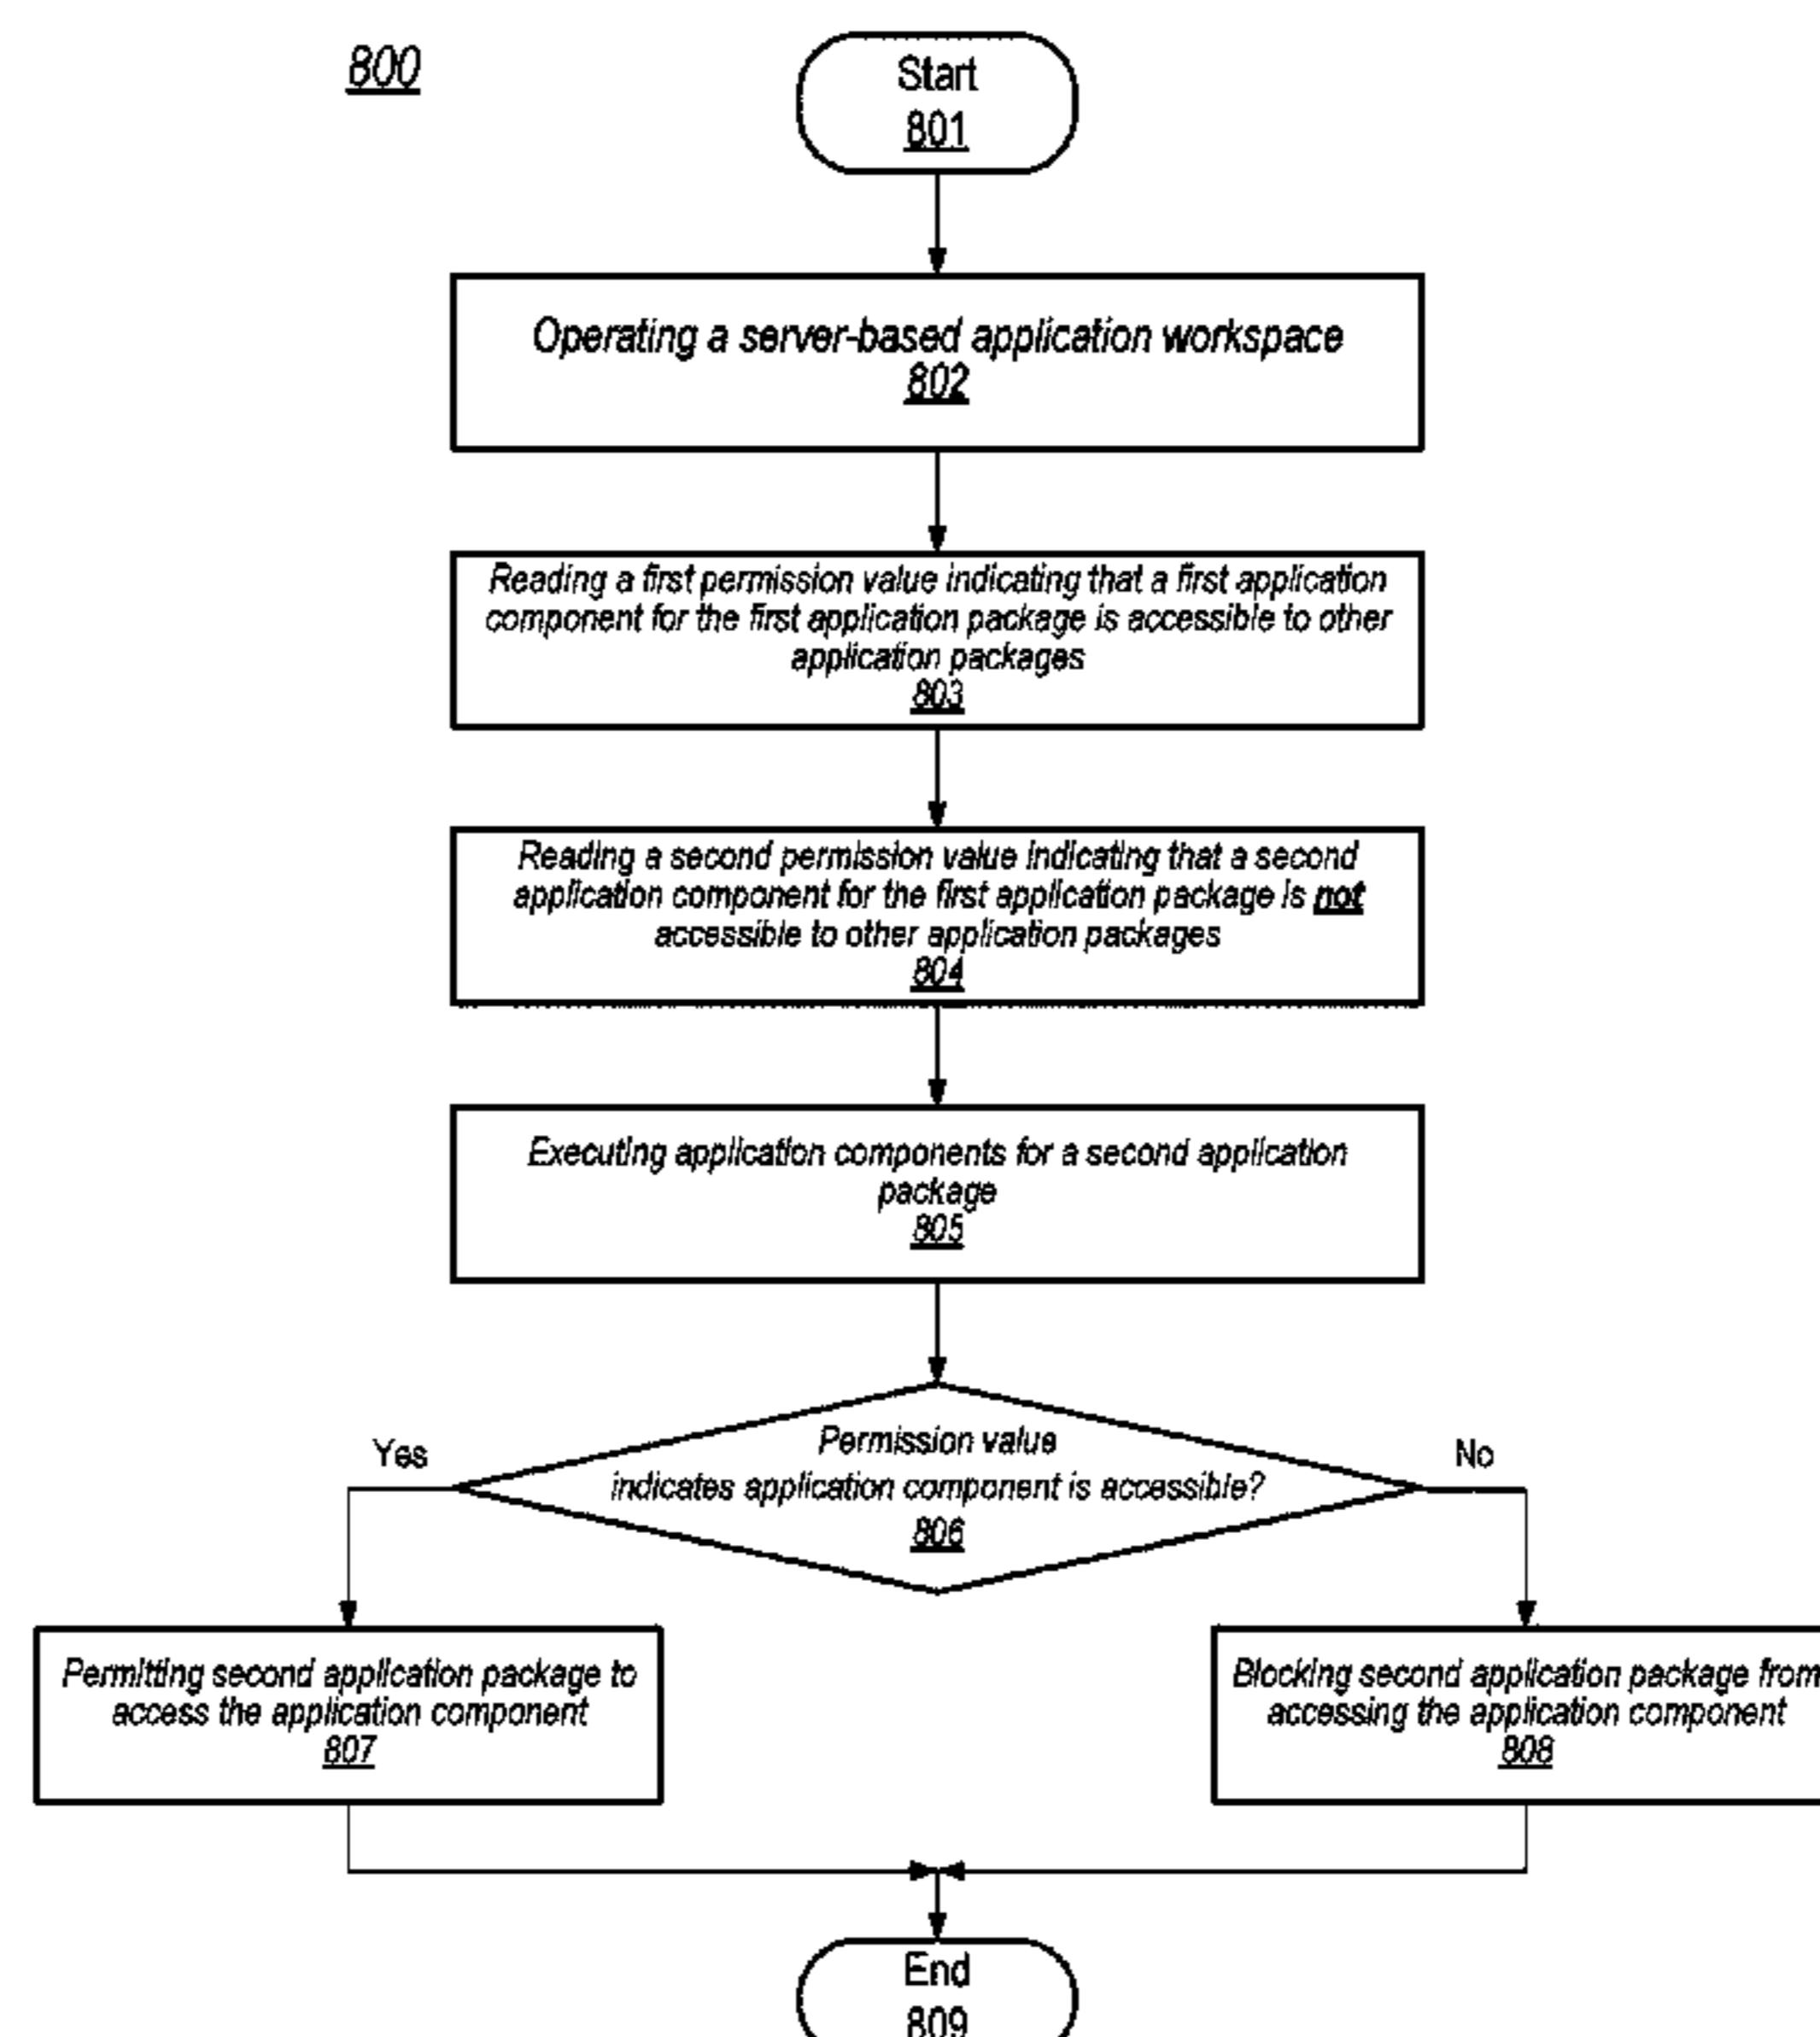 800
Start
801
Operating a server-based application workspace
802
Reading a first permission value indicating that a first application
component for the first application package is accessible to other
application packages
803
Reading a second permission value indicating that a second
application component for the first application package is not
accessible to other application packages
804
Executing application components for a second application
package
805
Permission value
indicates application component is accessible?
806
Yes
No
Permitting second application package to
access the application component
807
Blocking second application package from
accessing the application component
808
End
809